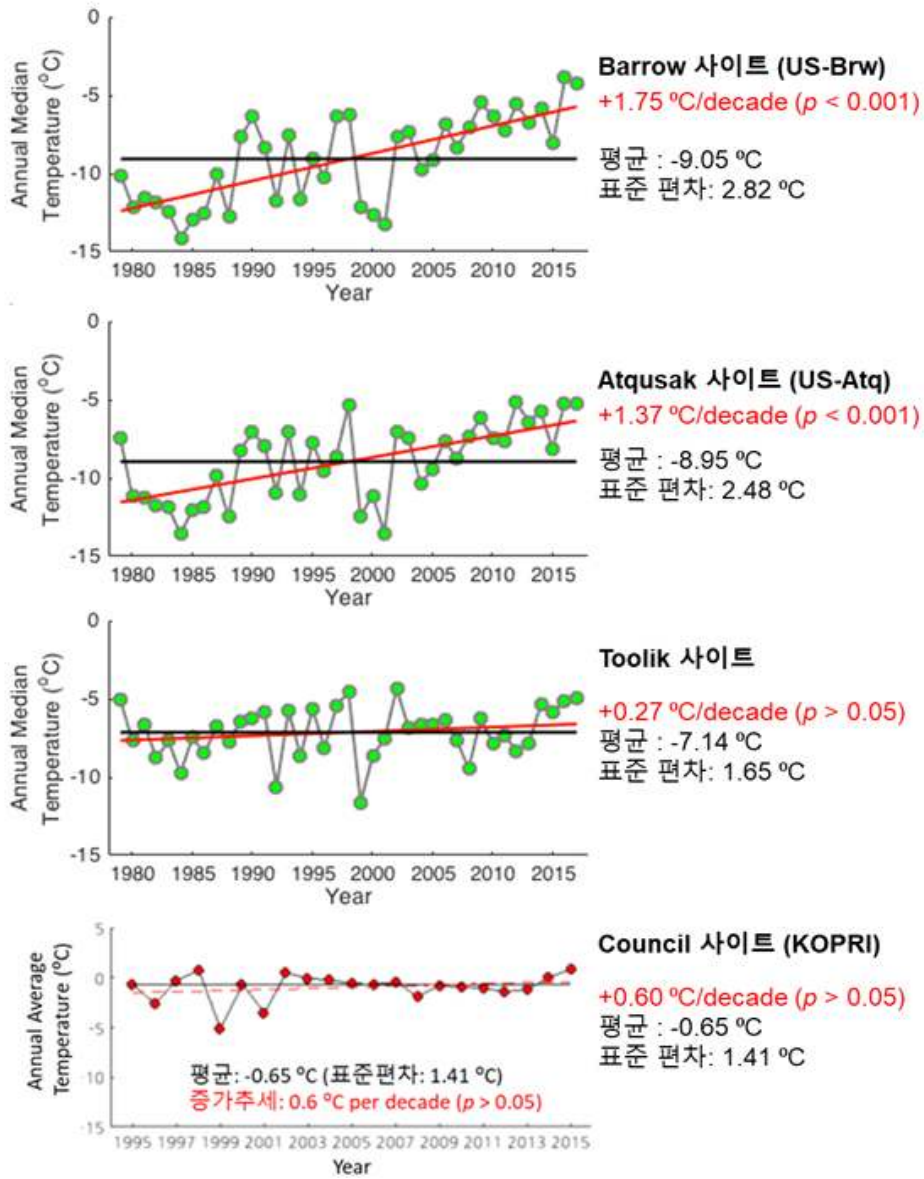 Annual Median
Temperature (°C)
0
-5
-10
-15
1980 1985 1990 1995 2000 2005 2010 2015
Year
Barrow 사이트 (US-Brw)
+1.75 ºC/decade (p < 0.001)
평균 : -9.05 ºC
표준 편차: 2.82 ºC
Annual Median
Temperature (°C)
0
-5
-10
-15
1980 1985 1990 1995 2000 2005 2010 2015
Year
Atqusak 사이트 (US-Atq)
+1.37 ºC/decade (p < 0.001)
평균 : -8.95 ºC
표준 편차: 2.48 ºC
Annual Median
Temperature (°C)
0
-5
-10
-15
1980 1985 1990 1995 2000 2005 2010 2015
Year
Toolik 사이트
+0.27 ºC/decade (p > 0.05)
평균 : -7.14 ºC
표준 편차: 1.65 ºC
Annual Average
Temperature (°C)
5
0
-5
-10
-15
평균: -0.65 ºC (표준편차: 1.41 ºC)
증가추세: 0.6 ºC per decade (p > 0.05)
1995 1997 1999 2001 2003 2005 2007 2009 2011 2013 2015
Year
Council 사이트 (KOPRI)
+0.60 ºC/decade (p > 0.05)
평균 : -0.65 ºC
표준 편차: 1.41 ºC